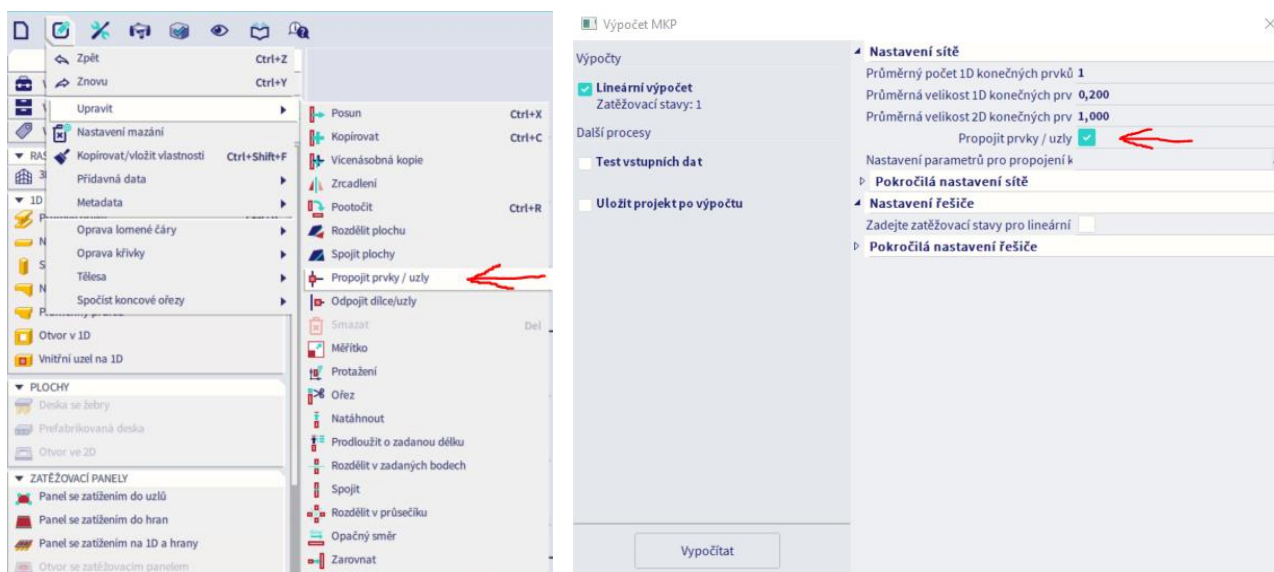 Zpět Ctrl+Z
Znovu Ctrl+Y
Upravit
Nastavení mazání
Kopírovat/vložit vlastnosti Ctrl+Shift+F
Přídavná data
Metadata
Oprava lomené čáry
Oprava křivky
Tělesa
Spočíst koncové ořezy
Otvor v 1D
Vnitřní uzel na 1D
PLOCHY
Deska se žebry
Prefabrikovaná deska
Otvor ve 2D
ZATĚŽOVACÍ PANELY
Panel se zatížením do uzlů
Panel se zatížením do hran
Panel se zatížením na 1D a hrany
Otvor se zatěžovacím panelem
Posun Ctrl+X
Kopírovat Ctrl+C
Vícenásobná kopie
Zrcadlení
Pootočit Ctrl+R
Rozdělit plochu
Spojit plochy
Propojit prvky / uzly
Odpojit dílce/uzly
Smazat Del
Měřítko
Protažení
Ořez
Natáhnout
Prodloužit o zadanou délku
Rozdělit v zadaných bodech
Spojit
Rozdělit v průsečíku
Opačný směr
Zarovnat
Výpočet MKP
Výpočty
Lineární výpočet
Zatěžovací stavy: 1
Další procesy
Test vstupních dat
Uložit projekt po výpočtu
Vypočítat
Nastavení sítě
Průměrný počet 1D konečných prvků 1
Průměrná velikost 1D konečných prv 0,200
Průměrná velikost 2D konečných prv 1,000
Propojit prvky / uzly
Nastavení parametrů pro propojení k
Pokročilá nastavení sítě
Nastavení řešiče
Zadejte zatěžovací stavy pro lineární
Pokročilá nastavení řešiče